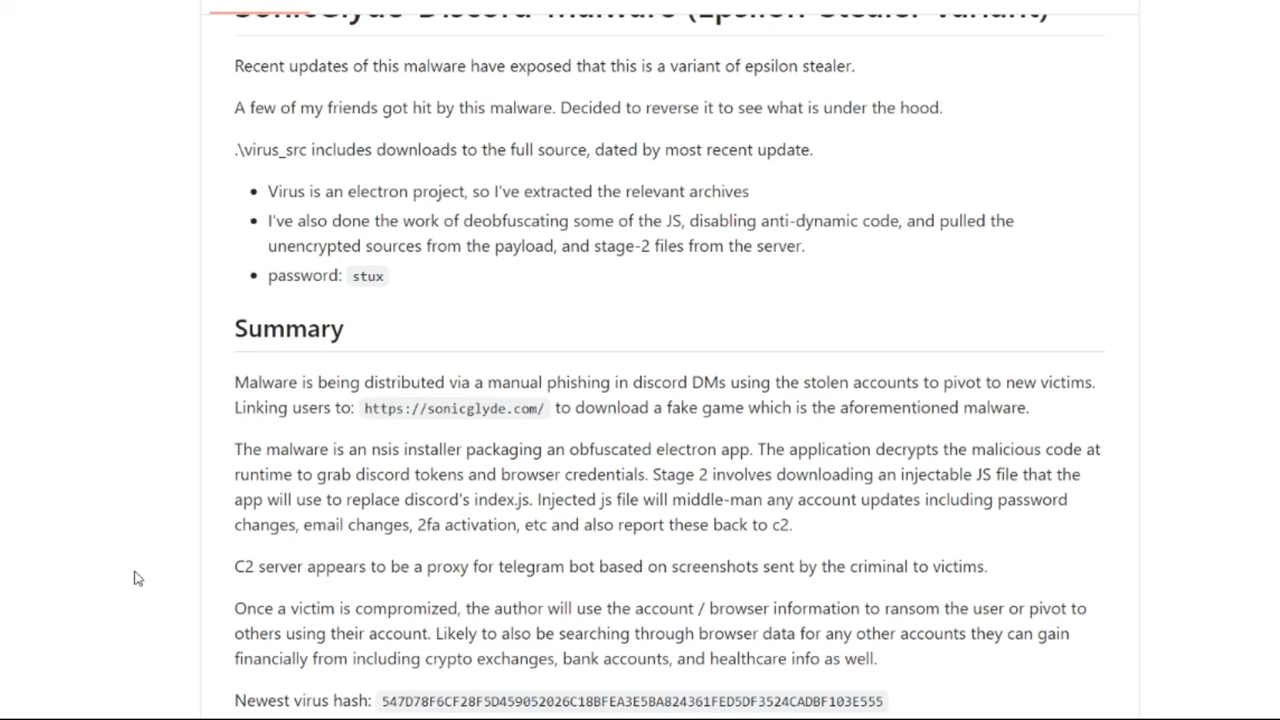 SonicGlyde Discord Malware (Epsilon Stealer Variant)
Recent updates of this malware have exposed that this is a variant of epsilon stealer.
A few of my friends got hit by this malware. Decided to reverse it to see what is under the hood.
.\virus_src includes downloads to the full source, dated by most recent update.
Virus is an electron project, so I've extracted the relevant archives
I've also done the work of deobfuscating some of the JS, disabling anti-dynamic code, and pulled the
unencrypted sources from the payload, and stage-2 files from the server.
password: stux
Summary
Malware is being distributed via a manual phishing in discord DMs using the stolen accounts to pivot to new victims.
Linking users to: https://sonicglyde.com/ to download a fake game which is the aforementioned malware.
The malware is an nsis installer packaging an obfuscated electron app. The application decrypts the malicious code at
runtime to grab discord tokens and browser credentials. Stage 2 involves downloading an injectable JS file that the
app will use to replace discord's index.js. Injected js file will middle-man any account updates including password
changes, email changes, 2fa activation, etc and also report these back to c2.
C2 server appears to be a proxy for telegram bot based on screenshots sent by the criminal to victims.
Once a victim is compromized, the author will use the account / browser information to ransom the user or pivot to
others using their account. Likely to also be searching through browser data for any other accounts they can gain
financially from including crypto exchanges, bank accounts, and healthcare info as well.
Newest virus hash: 547D78F6CF28F5D459052026C18BFEA3E5BA824361FED5DF3524CADBF103E555